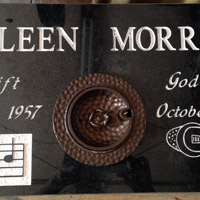 LEEN MORR
ift God
1957 Octobe